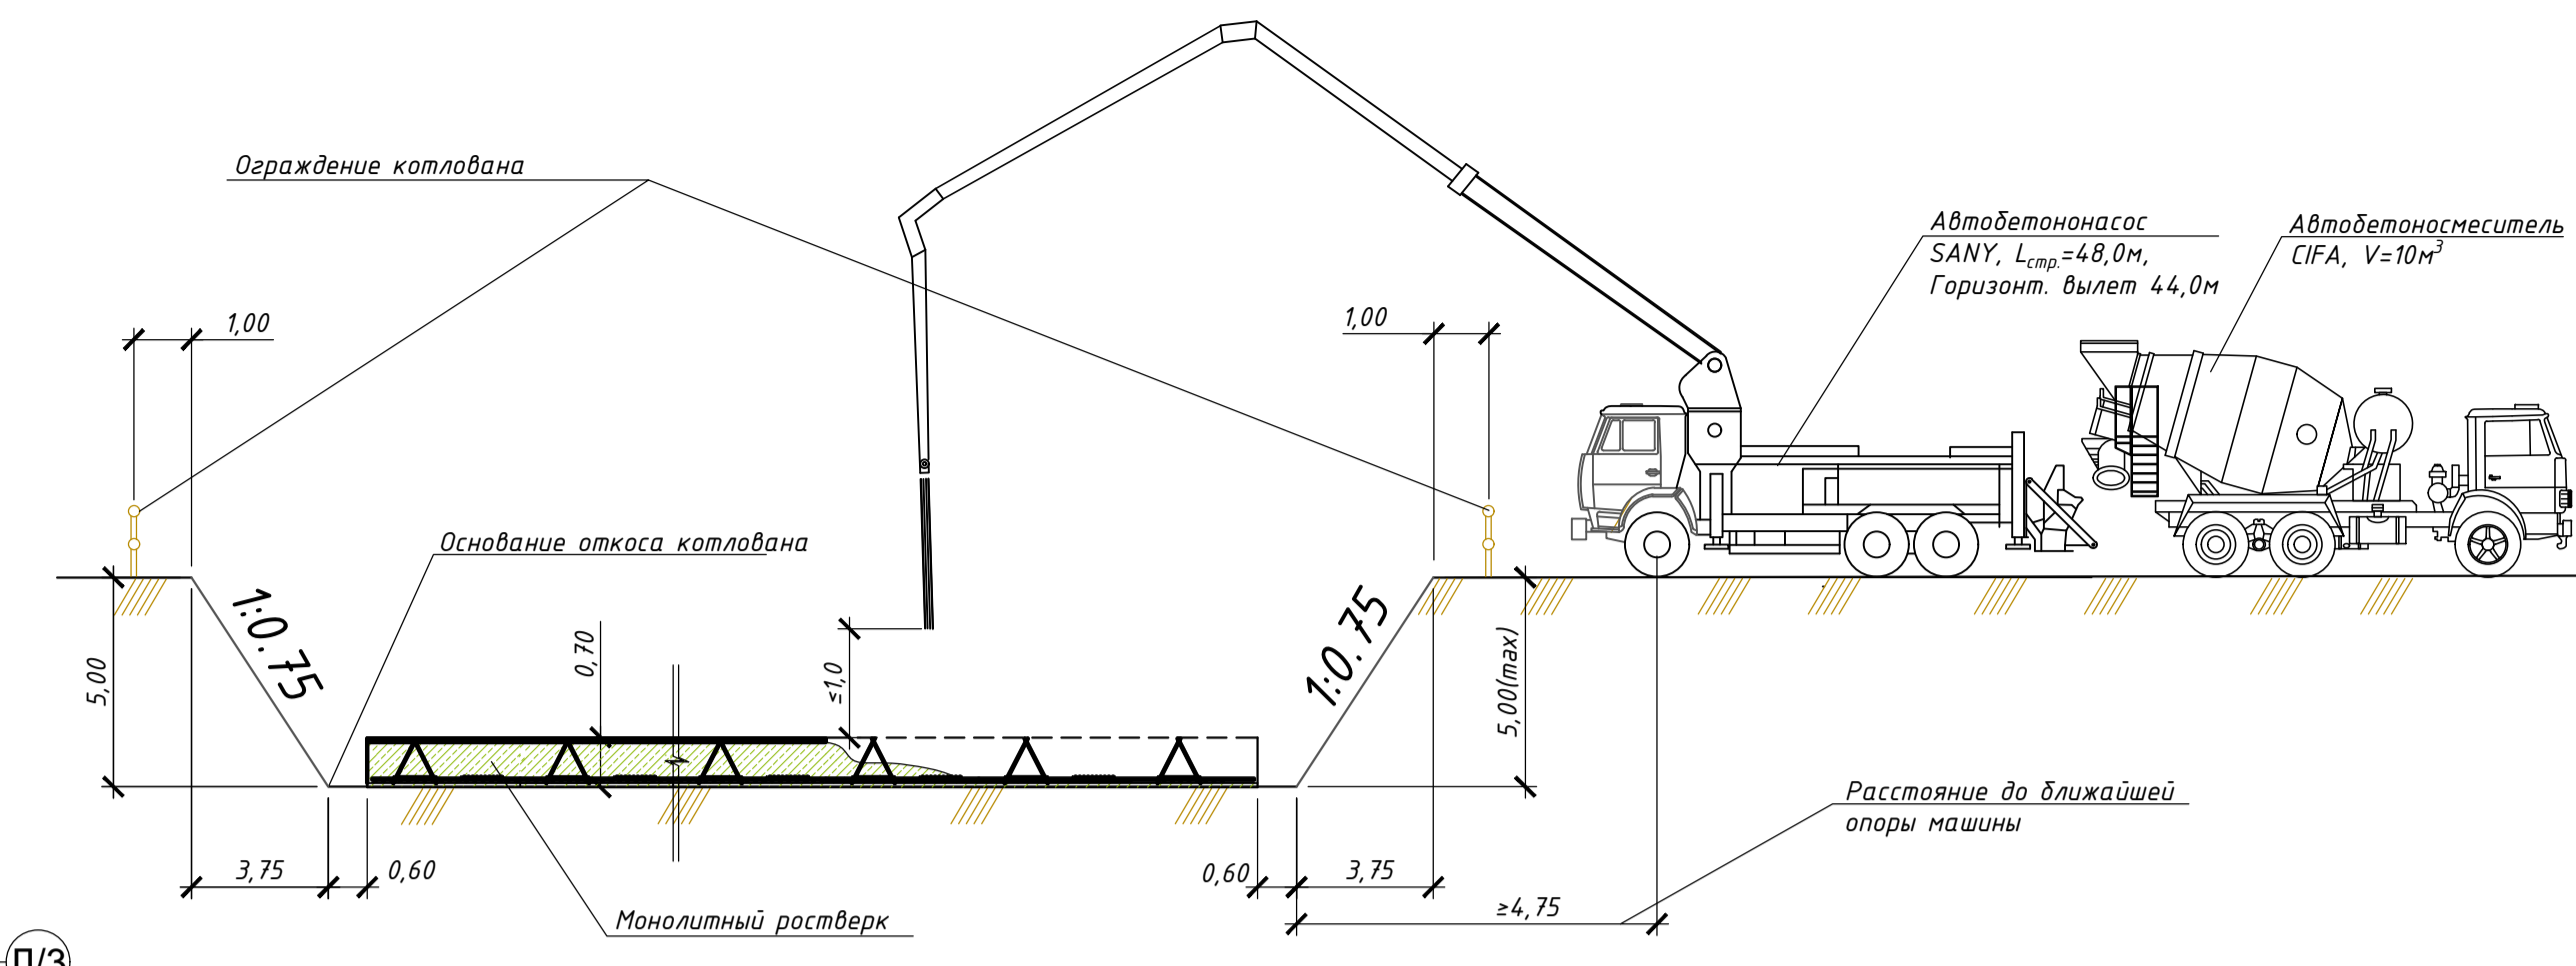 Ограждение котлована
Автобетононасос
SANY, Lстр.=48,0м,
Горизонт. вылет 44,0м
Автобетоносмеситель
CIFA, V=10м³
1,00
1,00
Основание откоса котлована
1:0.75
1:0.75
5,00
0,70
≤1,0
5,00(max)
Расстояние до ближайшей
опоры машины
3,75
0,60
0,60
3,75
≥4,75
Монолитный ростверк
П/3